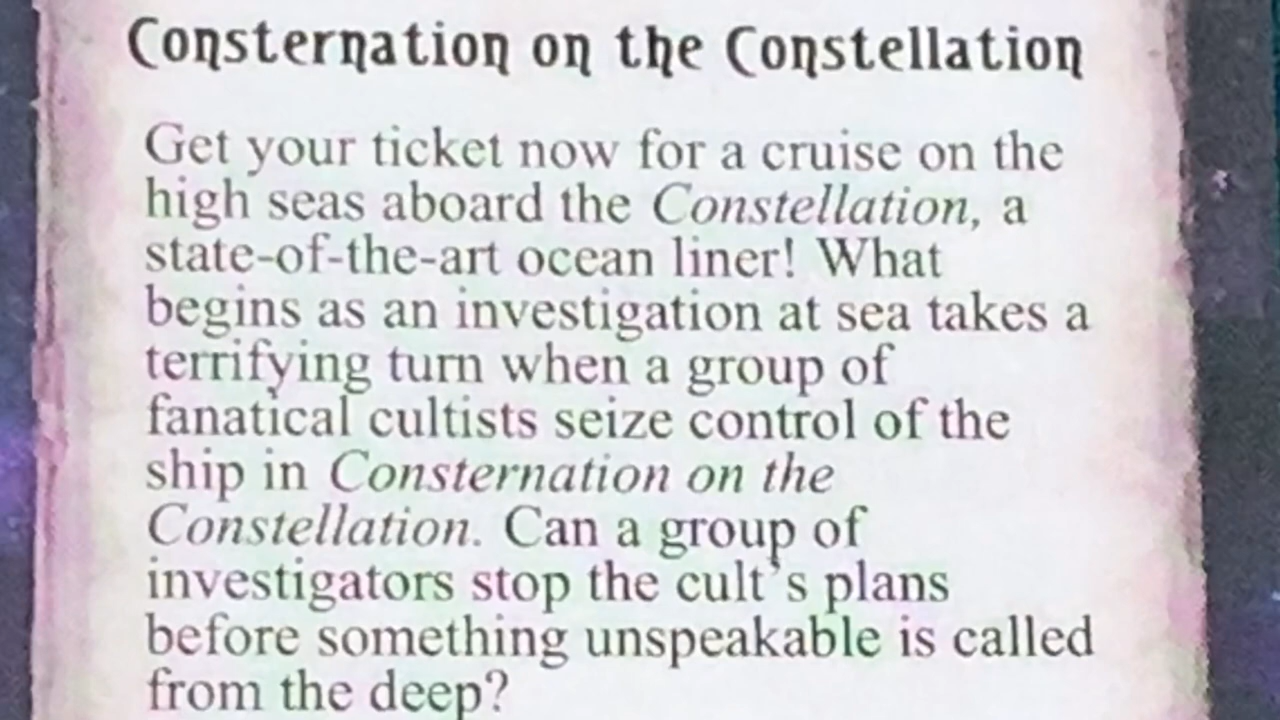 Consternation on the Constellation
Get your ticket now for a cruise on the
high seas aboard the Constellation, a
state-of-the-art ocean liner! What
begins as an investigation at sea takes a
terrifying turn when a group of
fanatical cultists seize control of the
ship in Consternation on the
Constellation. Can a group of
investigators stop the cult's plans
before something unspeakable is called
from the deep?